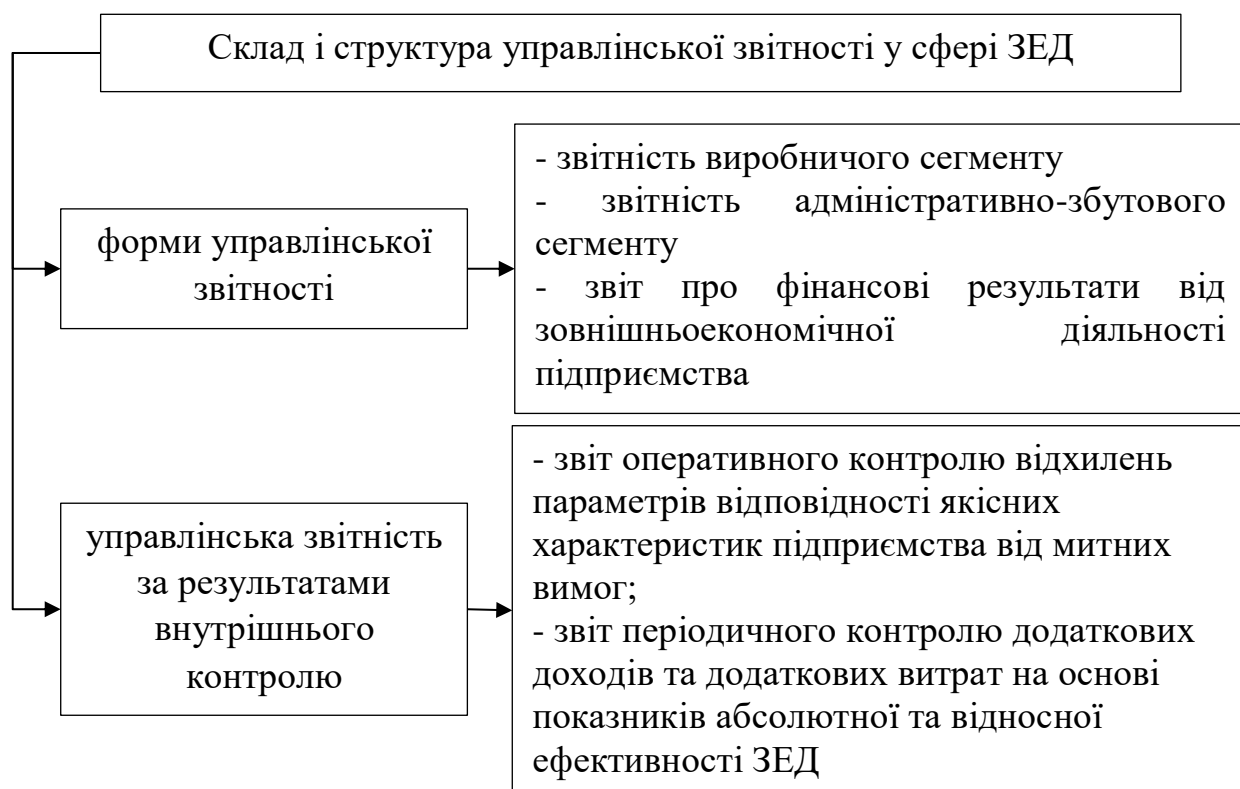 Склад і структура управлінської звітності у сфері ЗЕД
форми управлінської
звітності
- звітність виробничого сегменту
- звітність адміністративно-збутового
сегменту
- звіт про фінансові результати від
зовнішньоекономічної діяльності
підприємства
управлінська звітність
за результатами
внутрішнього
контролю
- звіт оперативного контролю відхилень
параметрів відповідності якісних
характеристик підприємства від митних
вимог;
- звіт періодичного контролю додаткових
доходів та додаткових витрат на основі
показників абсолютної та відносної
ефективності ЗЕД